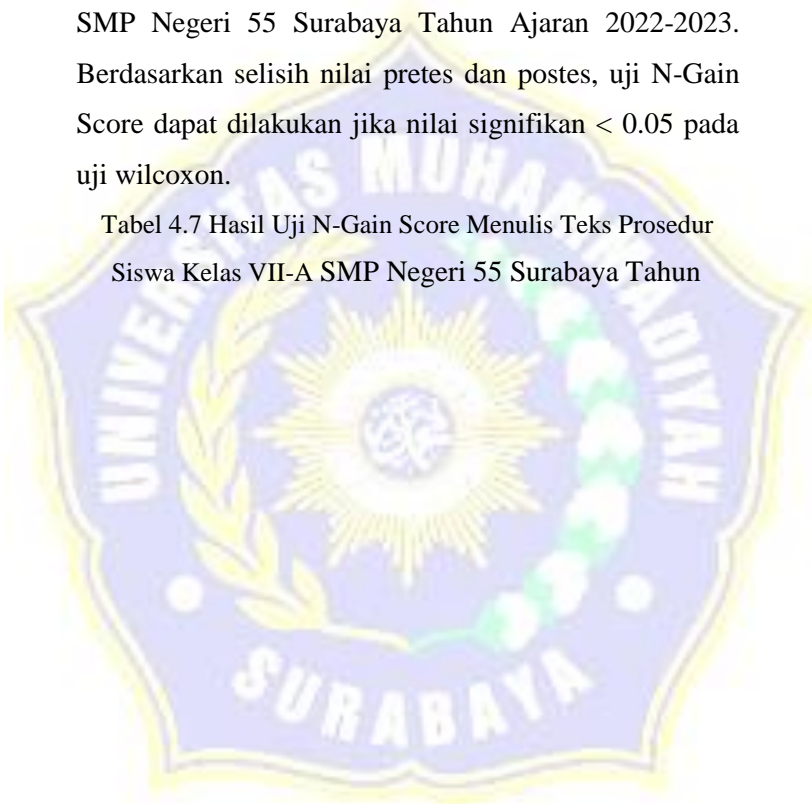 SMP Negeri 55 Surabaya Tahun Ajaran 2022-2023.
Berdasarkan selisih nilai pretes dan postes, uji N-Gain
Score dapat dilakukan jika nilai signifikan < 0.05 pada
uji wilcoxon.
Tabel 4.7 Hasil Uji N-Gain Score Menulis Teks Prosedur
Siswa Kelas VII-A SMP Negeri 55 Surabaya Tahun
UNIVERSITAS MUHAMMADIYAH
SURABAYA